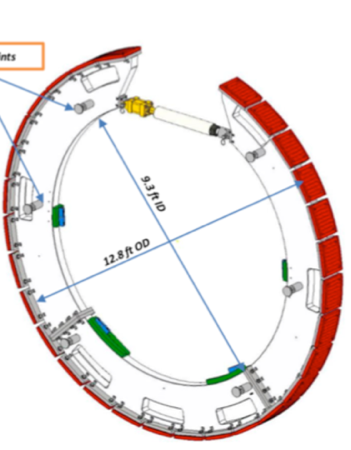 ints
9.3 ft ID
12.8 ft OD